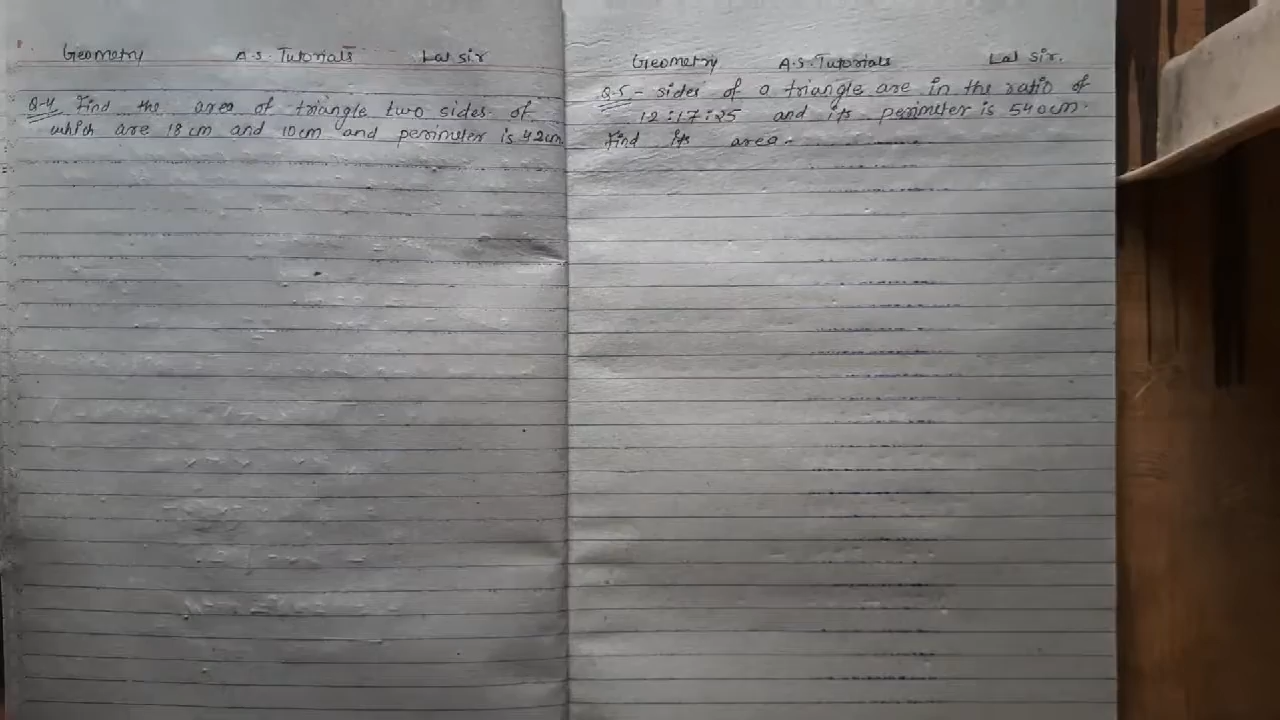 Geometry A.S. Tutorials Lal sir
Q-4 Find the area of triangle two sides of
which are 18cm and 10cm and perimeter is 42cm.
Geometry A.S. Tutorials Lal sir.
Q.5 - sides of a triangle are in the ratio of
12:17:25 and its perimeter is 540cm.
Find its area.